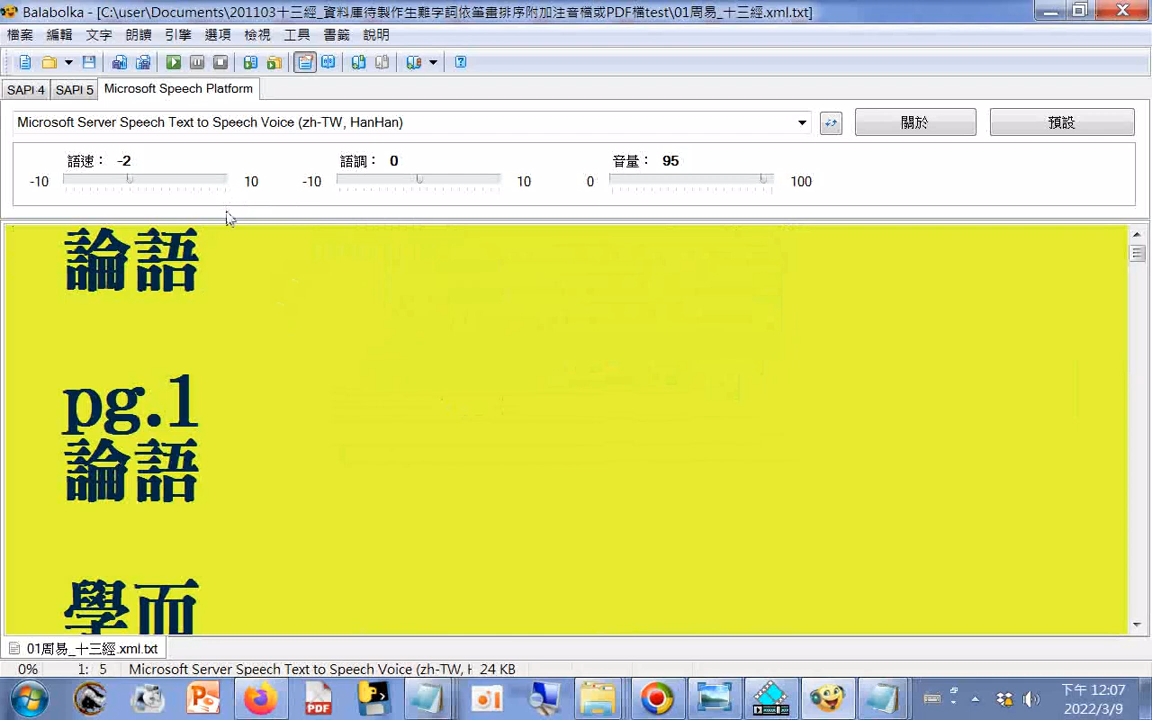 Balabolka - [C:\user\Documents\201103十三經_資料庫待製作生難字詞依筆畫排序附加注音檔或PDF檔test\01周易_十三經.xml.txt]
檔案 編輯 文字 朗讀 引擎 選項 檢視 工具 書籤 說明
SAPI 4 SAPI 5 Microsoft Speech Platform
Microsoft Server Speech Text to Speech Voice (zh-TW, HanHan) 關於 預設
語速： -2 語調： 0 音量： 95
-10 10 -10 10 0 100
論語
pg.1
論語
學而
01周易_十三經.xml.txt
0% 1: 5 Microsoft Server Speech Text to Speech Voice (zh-TW, H 24 KB
下午 12:07
2022/3/9